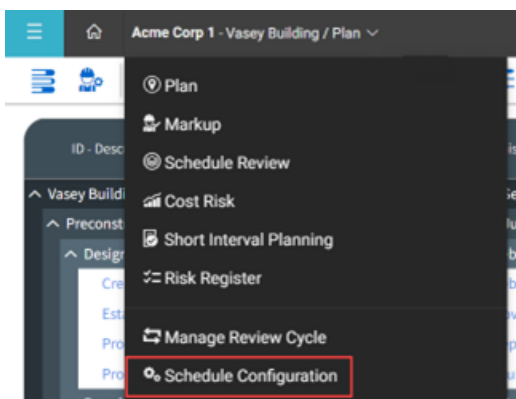 Acme Corp 1 - Vasey Building / Plan
Plan
Markup
ID - Desc
Schedule Review
Vasey Buildi
Cost Risk
Preconst
Short Interval Planning
Design
Risk Register
Cre
Esta
Manage Review Cycle
Pro
Pro
Schedule Configuration